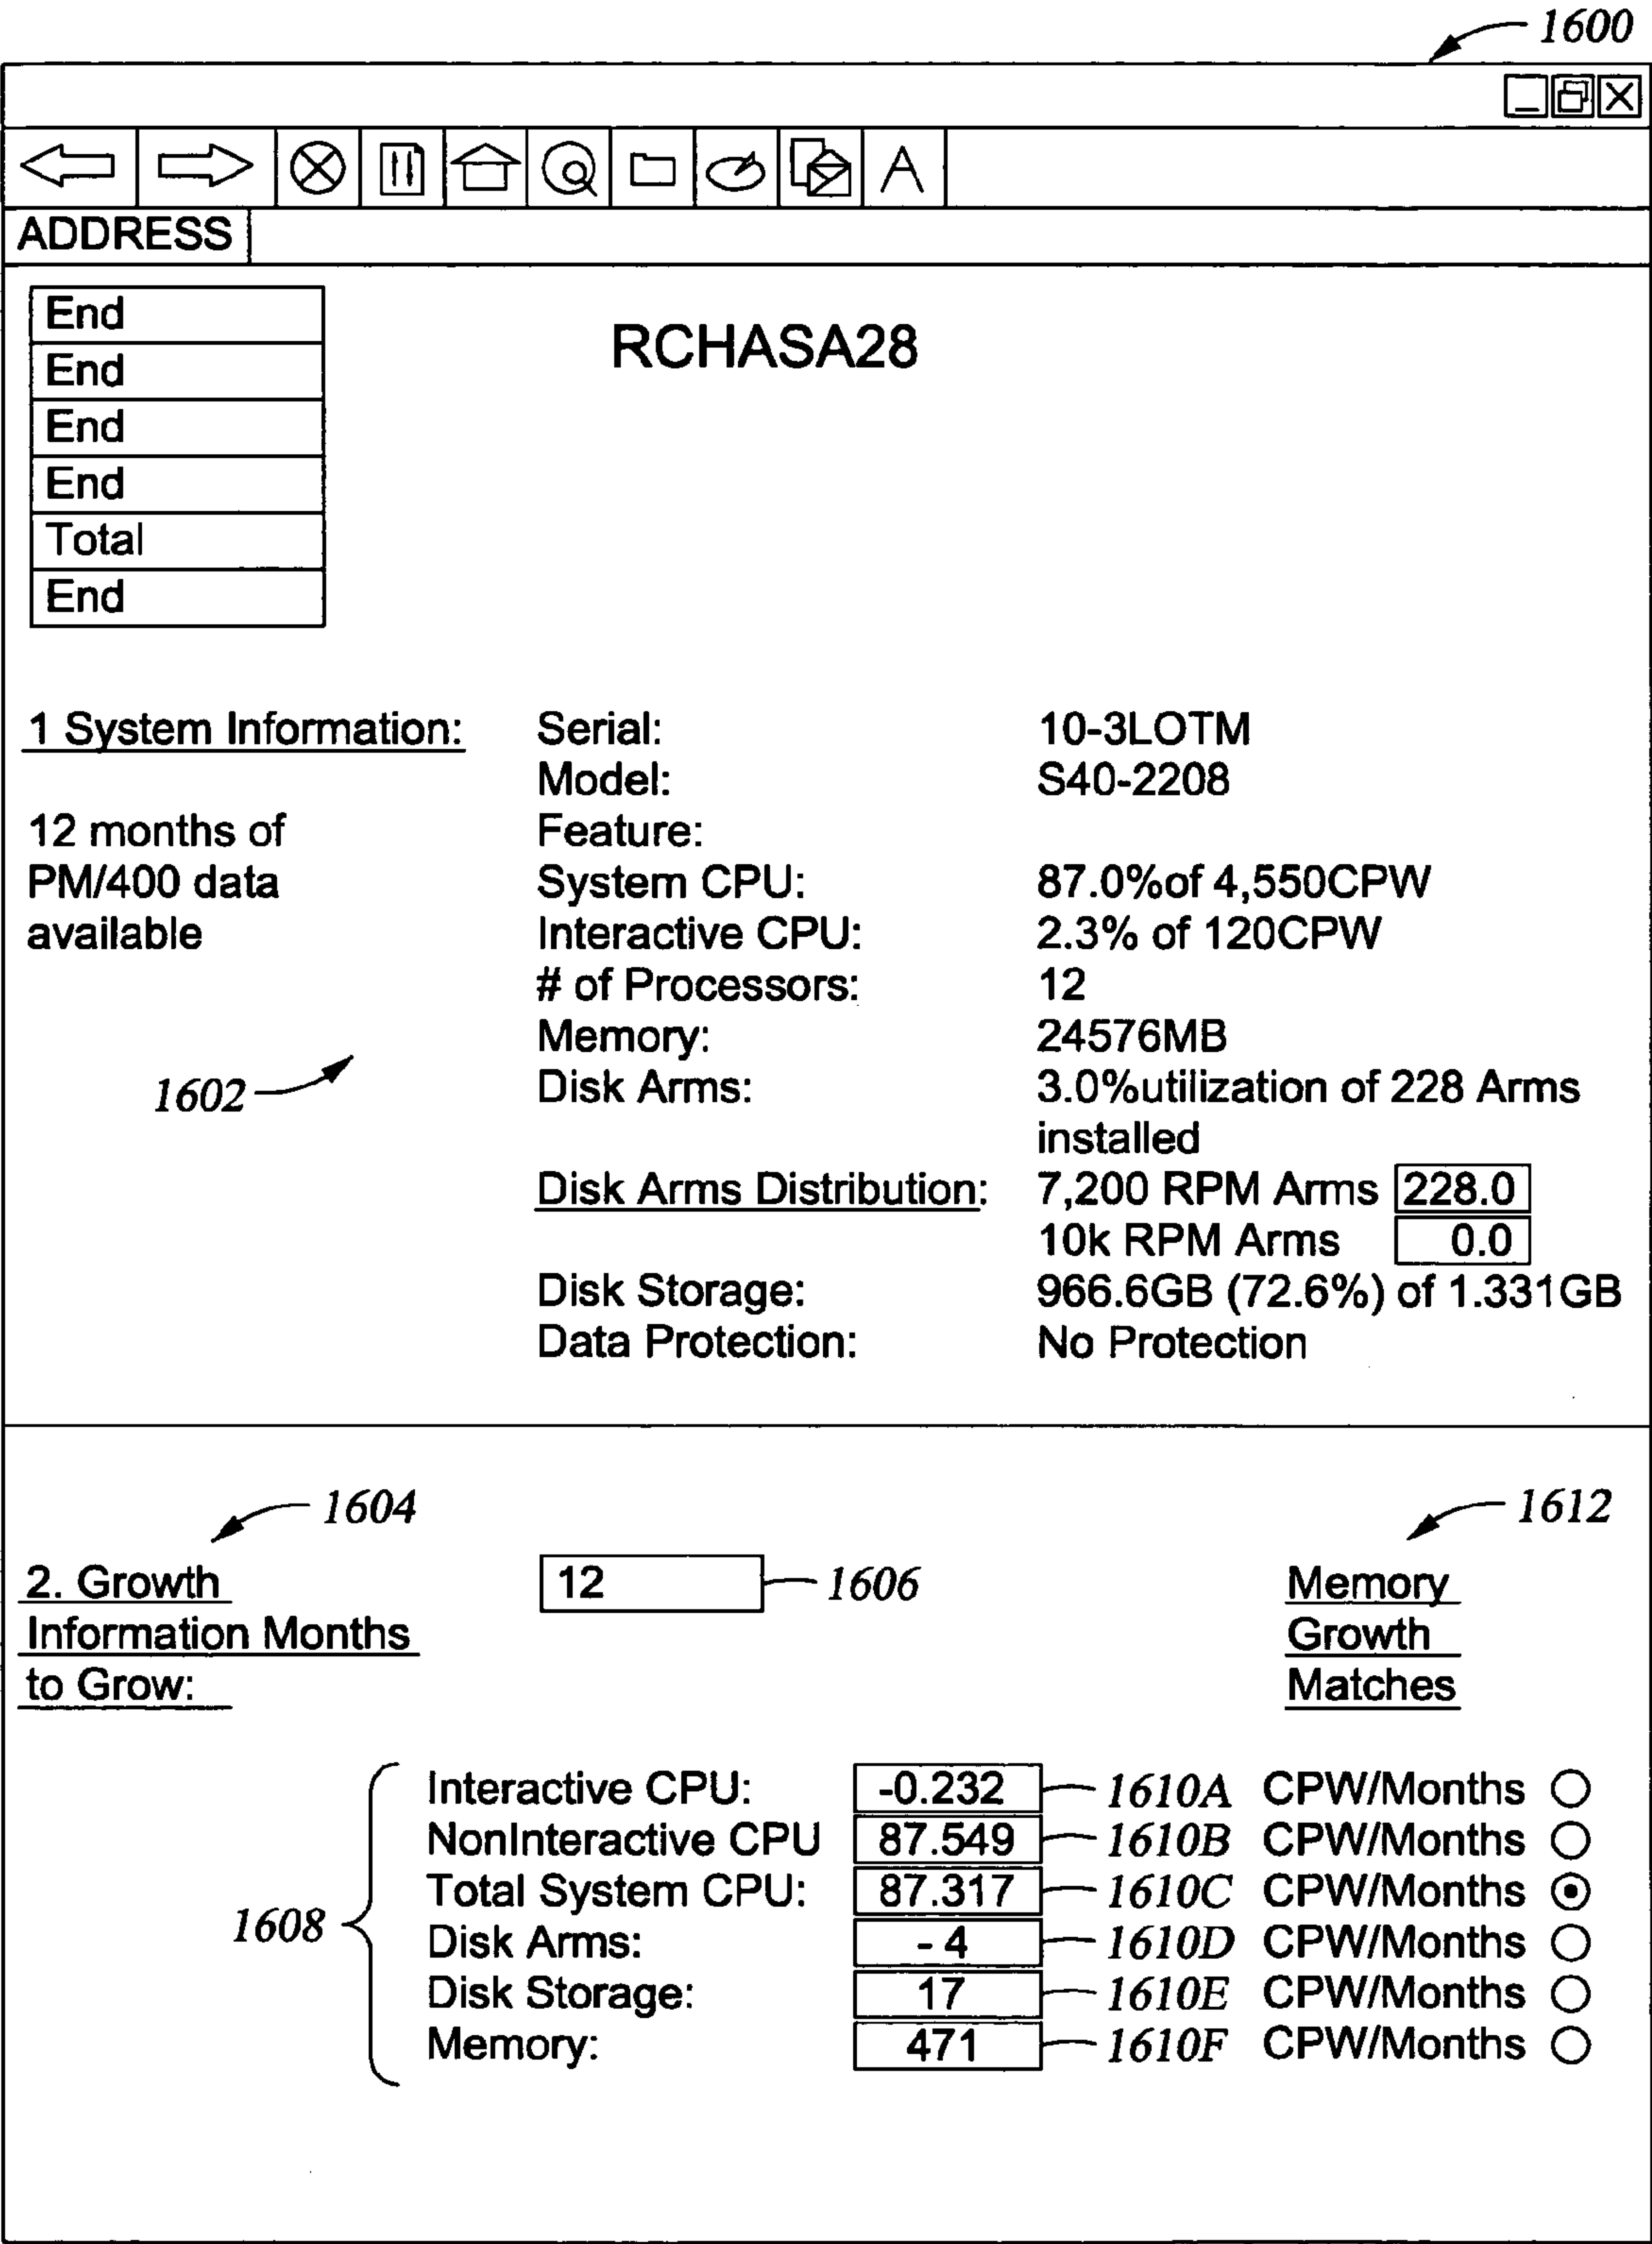 1600
A
ADDRESS
End
End
End
End
Total
End
RCHASA28
1 System Information:
12 months of
PM/400 data
available
1602
Serial: 10-3LOTM
Model: S40-2208
Feature:
System CPU: 87.0%of 4,550CPW
Interactive CPU: 2.3% of 120CPW
# of Processors: 12
Memory: 24576MB
Disk Arms: 3.0%utilization of 228 Arms
installed
Disk Arms Distribution: 7,200 RPM Arms 228.0
10k RPM Arms 0.0
Disk Storage: 966.6GB (72.6%) of 1.331GB
Data Protection: No Protection
1604
1612
2. Growth
Information Months
to Grow:
12 1606
Memory
Growth
Matches
1608
Interactive CPU: -0.232 1610A CPW/Months
NonInteractive CPU 87.549 1610B CPW/Months
Total System CPU: 87.317 1610C CPW/Months
Disk Arms: - 4 1610D CPW/Months
Disk Storage: 17 1610E CPW/Months
Memory: 471 1610F CPW/Months